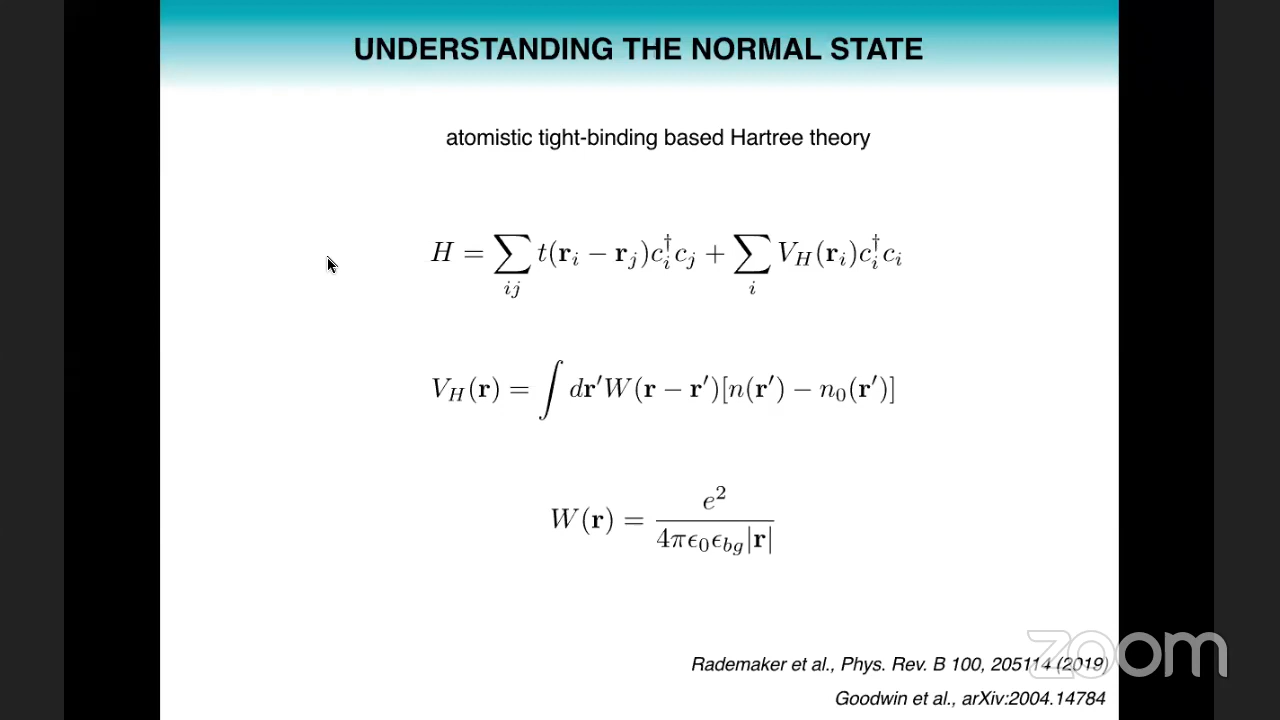 UNDERSTANDING THE NORMAL STATE
atomistic tight-binding based Hartree theory
H = ∑_{ij} t(r_i − r_j)c_i^† c_j + ∑_i V_H(r_i)c_i^† c_i
V_H(r) = ∫ dr′W(r − r′)[n(r′) − n_0(r′)]
W(r) = e^2 / 4πϵ_0ϵ_{bg}|r|
Rademaker et al., Phys. Rev. B 100, 205114 (2019)
Goodwin et al., arXiv:2004.14784
zoom